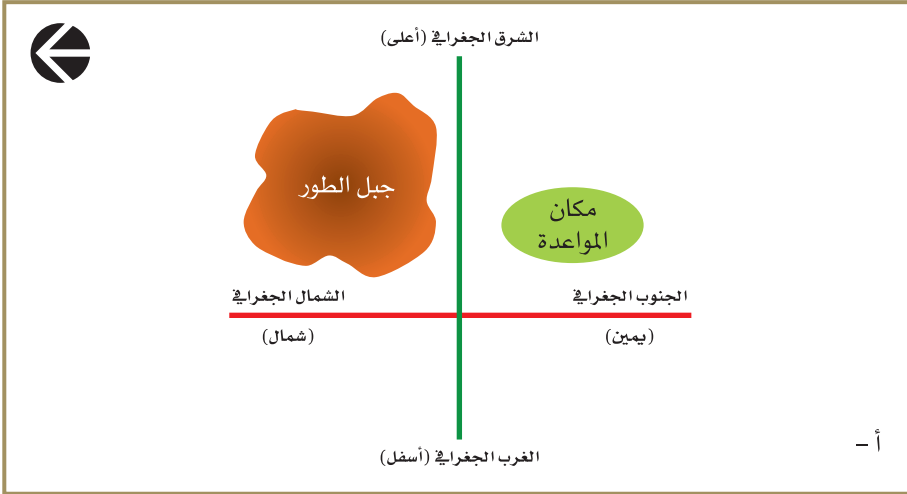 الشرق الجغرافي (أعلى)
جبل الطور
مكان
المواعدة
الجنوب الجغرافي
الشمال الجغرافي
(يمين)
(شمال)
أ –
الغرب الجغرافي (أسفل)